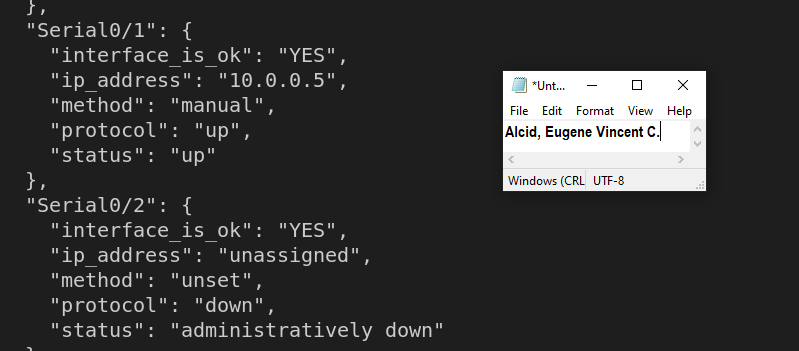 },
"Serial0/1": {
"interface_is_ok": "YES",
"ip_address": "10.0.0.5",
"method": "manual",
"protocol": "up",
"status": "up"
},
"Serial0/2": {
"interface_is_ok": "YES",
"ip_address": "unassigned",
"method": "unset",
"protocol": "down",
"status": "administratively down"
},
*Unt...
File Edit Format View Help
Alcid, Eugene Vincent C.
Windows (CRL UTF-8